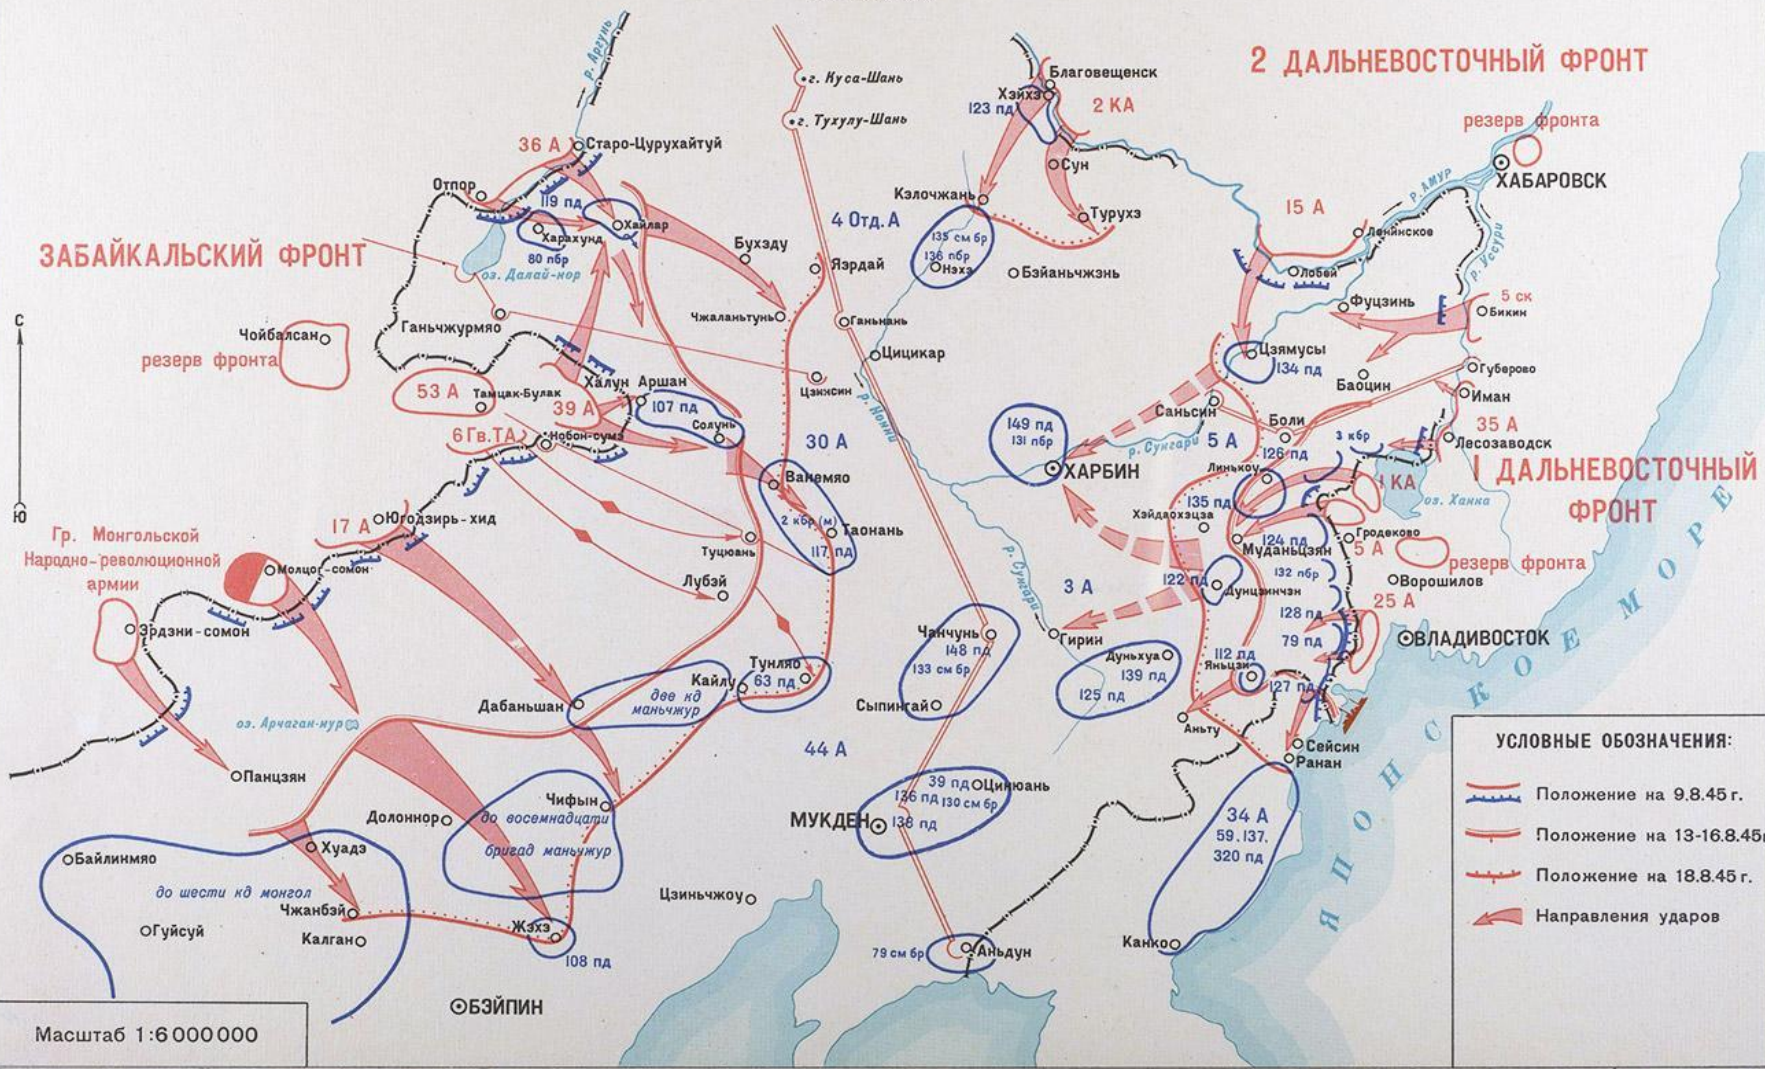 р. Аргунь
г. Куса-Шань
г. Тухулу-Шань
Благовещенск
Хэйхэ
123 пд
2 КА
Сун
2 ДАЛЬНЕВОСТОЧНЫЙ ФРОНТ
резерв фронта
ХАБАРОВСК
р. АМУР
р. Уссури
36 А
Старо-Цурухайтуй
Отпор
119 пд
Хайлар
Харахунд
80 пбр
оз. Далай-нор
Бухэду
4 Отд. А
Кэлочжань
Турухэ
135 см бр
136 пбр
Нэхэ
Бэйаньчжэнь
15 А
Ленинское
Лобей
Фуцзинь
5 ск
Бикин
ЗАБАЙКАЛЬСКИЙ ФРОНТ
Яэрдай
Чжаланьтунь
Ганьнань
Цицикар
р. Нонни
Ганьчжурмяо
Чойбалсан
резерв фронта
С
Ю
53 А
Тамцак-Булак
Халун Аршан
39 А
107 пд
Солунь
6 Гв.ТА
Нобон-сумэ
Цзинсин
30 А
Цзямусы
134 пд
Баоцин
Губерово
Иман
35 А
Лесозаводск
Саньсин
Боли
5 А
3 кбр
126 пд
149 пд
131 пбр
ХАРБИН
р. Сунгари
Линькоу
135 пд
Хэйдаохэцза
1 КА
оз. Ханка
1 ДАЛЬНЕВОСТОЧНЫЙ
ФРОНТ
Ванемяо
2 кбр (м)
Таонань
117 пд
17 А
Югодзирь-хид
Гр. Монгольской
Народно-революционной
армии
Молцог-сомон
Эрдзни-сомон
Туцюань
Лубэй
124 пд
Муданьцзян
Гродеково
5 А
резерв фронта
132 пбр
Ворошилов
122 пд
Дунцзинчэн
128 пд
25 А
79 пд
ВЛАДИВОСТОК
3 А
р. Сунгари
Гирин
Чанчунь
148 пд
133 см бр
Сыпингай
Дуньхуа
139 пд
125 пд
112 пд
Яньцзи
127 пд
Аньту
Тунляо
63 пд
Кайлу
две кд
маньчжур
Дабаньшан
оз. Арчаган-нур
Панцзян
44 А
Сейсин
Ранан
ЯПОНСКОЕ МОРЕ
Чифын
до восемнадцати
бригад маньчжур
Долоннор
39 пд
Цинюань
136 пд
130 см бр
МУКДЕН
138 пд
34 А
59. 137.
320 пд
Байлинмяо
Хуадэ
до шести кд монгол
Чжанбэй
Гуйсуй
Калган
Жэхэ
108 пд
Цзиньчжоу
79 см бр
Аньдун
Канко
БЭЙПИН
Масштаб 1:6000000
УСЛОВНЫЕ ОБОЗНАЧЕНИЯ:
Положение на 9.8.45 г.
Положение на 13-16.8.45г
Положение на 18.8.45 г.
Направления ударов